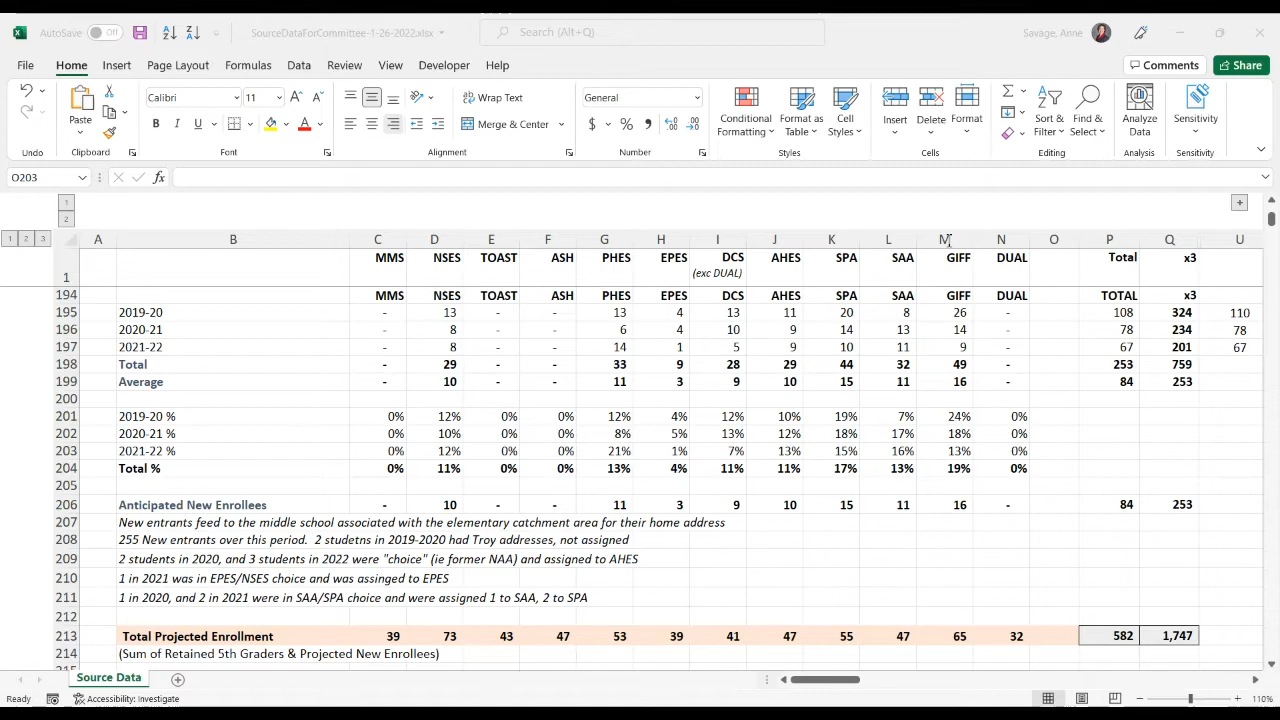 AutoSave Off SourceDataForCommittee-1-26-2022.xlsx Search (Alt+Q) Savage, Anne
File Home Insert Page Layout Formulas Data Review View Developer Help Comments Share
Calibri 11 Wrap Text General
Paste Merge & Center Conditional Formatting Format as Table Cell Styles Insert Delete Format Sort & Filter Find & Select Analyze Data Sensitivity
Undo Clipboard Font Alignment Number Styles Cells Editing Analysis Sensitivity
O203
1
2
1 2 3 A B C D E F G H I J K L M N O P Q U
1 MMS NSES TOAST ASH PHES EPES DCS (exc DUAL) AHES SPA SAA GIFF DUAL Total x3
194 MMS NSES TOAST ASH PHES EPES DCS AHES SPA SAA GIFF DUAL TOTAL x3
195 2019-20 - 13 - - 13 4 13 11 20 8 26 - 108 324 110
196 2020-21 - 8 - - 6 4 10 9 14 13 14 - 78 234 78
197 2021-22 - 8 - - 14 1 5 9 10 11 9 - 67 201 67
198 Total - 29 - - 33 9 28 29 44 32 49 - 253 759
199 Average - 10 - - 11 3 9 10 15 11 16 - 84 253
200
201 2019-20 % 0% 12% 0% 0% 12% 4% 12% 10% 19% 7% 24% 0%
202 2020-21 % 0% 10% 0% 0% 8% 5% 13% 12% 18% 17% 18% 0%
203 2021-22 % 0% 12% 0% 0% 21% 1% 7% 13% 15% 16% 13% 0%
204 Total % 0% 11% 0% 0% 13% 4% 11% 11% 17% 13% 19% 0%
205
206 Anticipated New Enrollees - 10 - - 11 3 9 10 15 11 16 - 84 253
207 New entrants feed to the middle school associated with the elementary catchment area for their home address
208 255 New entrants over this period. 2 studetns in 2019-2020 had Troy addresses, not assigned
209 2 students in 2020, and 3 students in 2022 were "choice" (ie former NAA) and assigned to AHES
210 1 in 2021 was in EPES/NSES choice and was assinged to EPES
211 1 in 2020, and 2 in 2021 were in SAA/SPA choice and were assigned 1 to SAA, 2 to SPA
212
213 Total Projected Enrollment 39 73 43 47 53 39 41 47 55 47 65 32 582 1,747
214 (Sum of Retained 5th Graders & Projected New Enrollees)
Source Data
Ready Accessibility: Investigate 110%